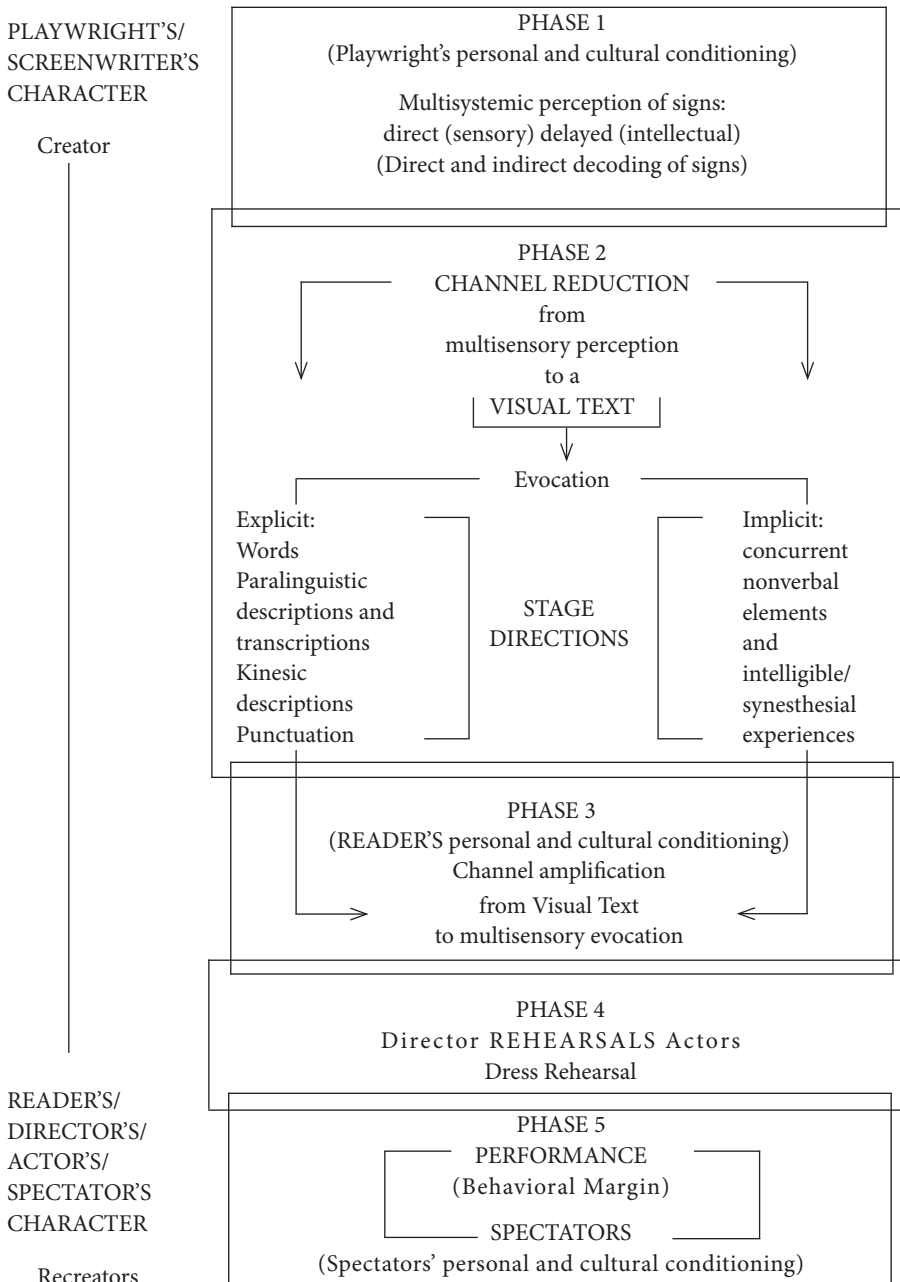 PLAYWRIGHT'S/
SCREENWRITER'S
CHARACTER
Creator
PHASE 1
(Playwright's personal and cultural conditioning)
Multisystemic perception of signs:
direct (sensory) delayed (intellectual)
(Direct and indirect decoding of signs)
PHASE 2
CHANNEL REDUCTION
from
multisensory perception
to a
VISUAL TEXT
Evocation
Explicit:
Words
Paralinguistic
descriptions and
transcriptions
Kinesic
descriptions
Punctuation
STAGE
DIRECTIONS
Implicit:
concurrent
nonverbal
elements
and
intelligible/
synesthesial
experiences
PHASE 3
(READER'S personal and cultural conditioning)
Channel amplification
from Visual Text
to multisensory evocation
PHASE 4
Director REHEARSALS Actors
Dress Rehearsal
READER'S/
DIRECTOR'S/
ACTOR'S/
SPECTATOR'S
CHARACTER
Recreators
PHASE 5
PERFORMANCE
(Behavioral Margin)
SPECTATORS
(Spectators' personal and cultural conditioning)